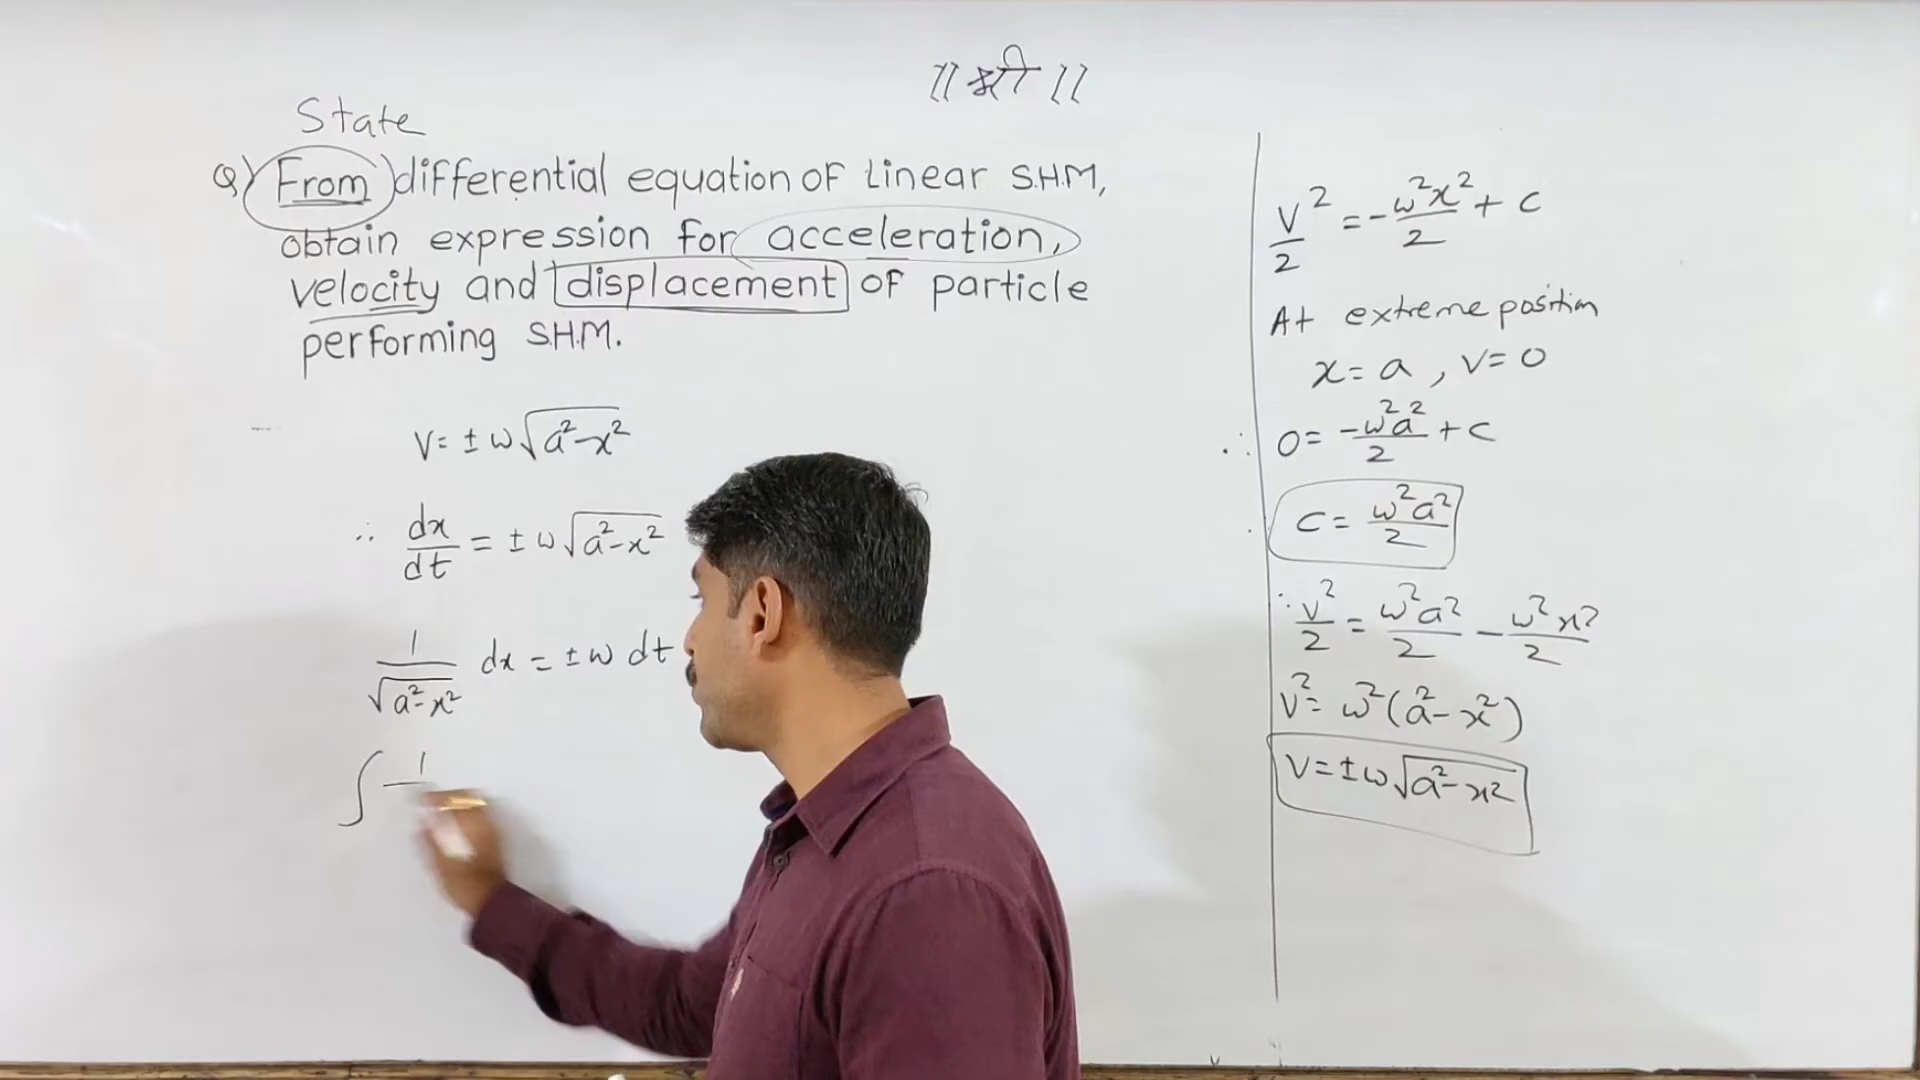 ॥ श्री ॥
State
Q) From differential equation of Linear S.H.M,
obtain expression for acceleration,
velocity and displacement of particle
performing S.H.M.
V= ± ω√(a²-x²)
∴ dx/dt = ± ω√(a²-x²)
1/√(a²-x²) dx = ± ω dt
∫ 1
V²/2 = -ω²x²/2 + c
At extreme position
x = a , v = 0
∴ 0 = -ω²a²/2 + c
c = ω²a²/2
∴ v²/2 = ω²a²/2 - ω²x²/2
v² = ω²(a²-x²)
V = ± ω√(a²-x²)